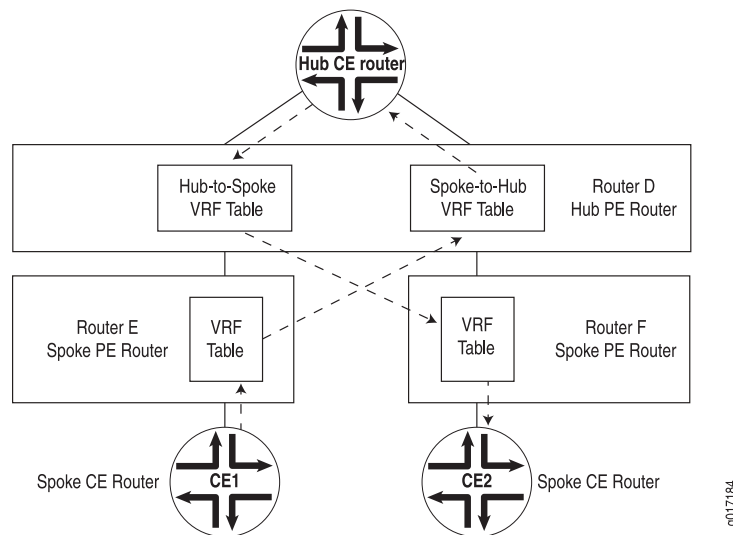 Hub CE router
Hub-to-Spoke
VRF Table
Spoke-to-Hub
VRF Table
Router D
Hub PE Router
Router E
Spoke PE Router
VRF
Table
VRF
Table
Router F
Spoke PE Router
Spoke CE Router
CE1
CE2
Spoke CE Router
g017184